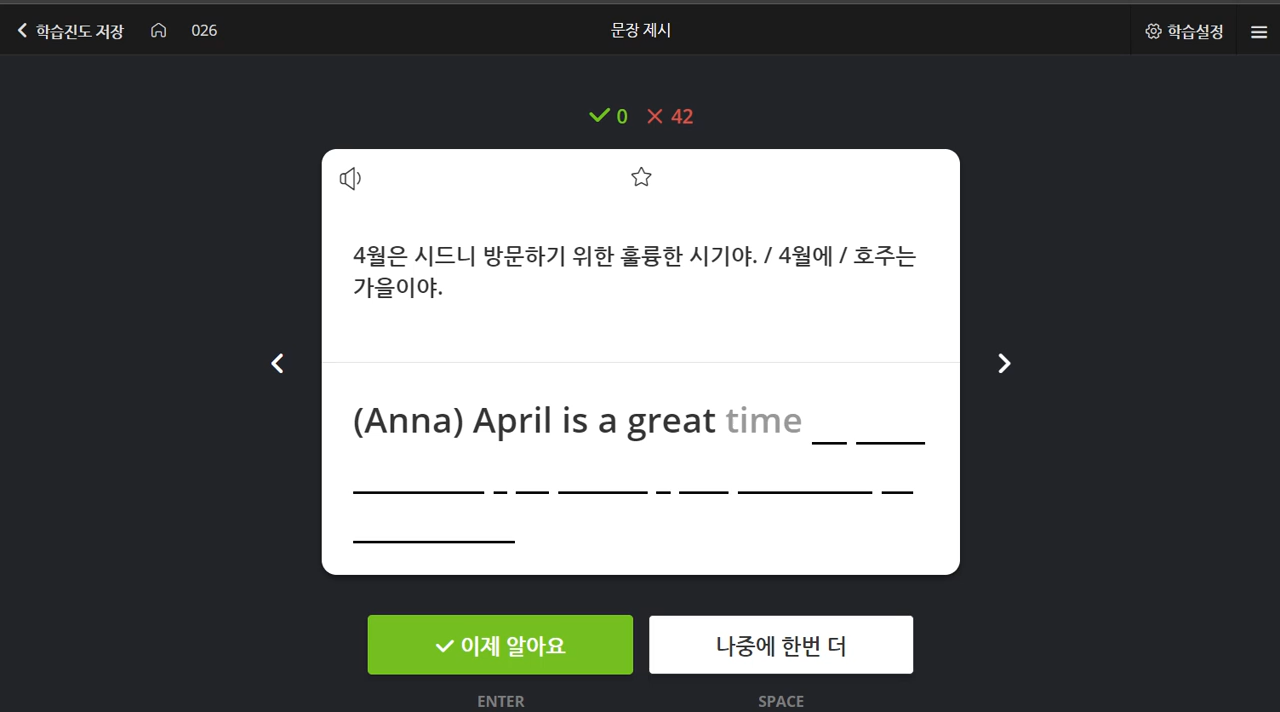 학습진도 저장
026
문장 제시
학습설정
0
42
4월은 시드니 방문하기 위한 훌륭한 시기야. / 4월에 / 호주는
가을이야.
(Anna) April is a great time
이제 알아요
나중에 한번 더
ENTER
SPACE